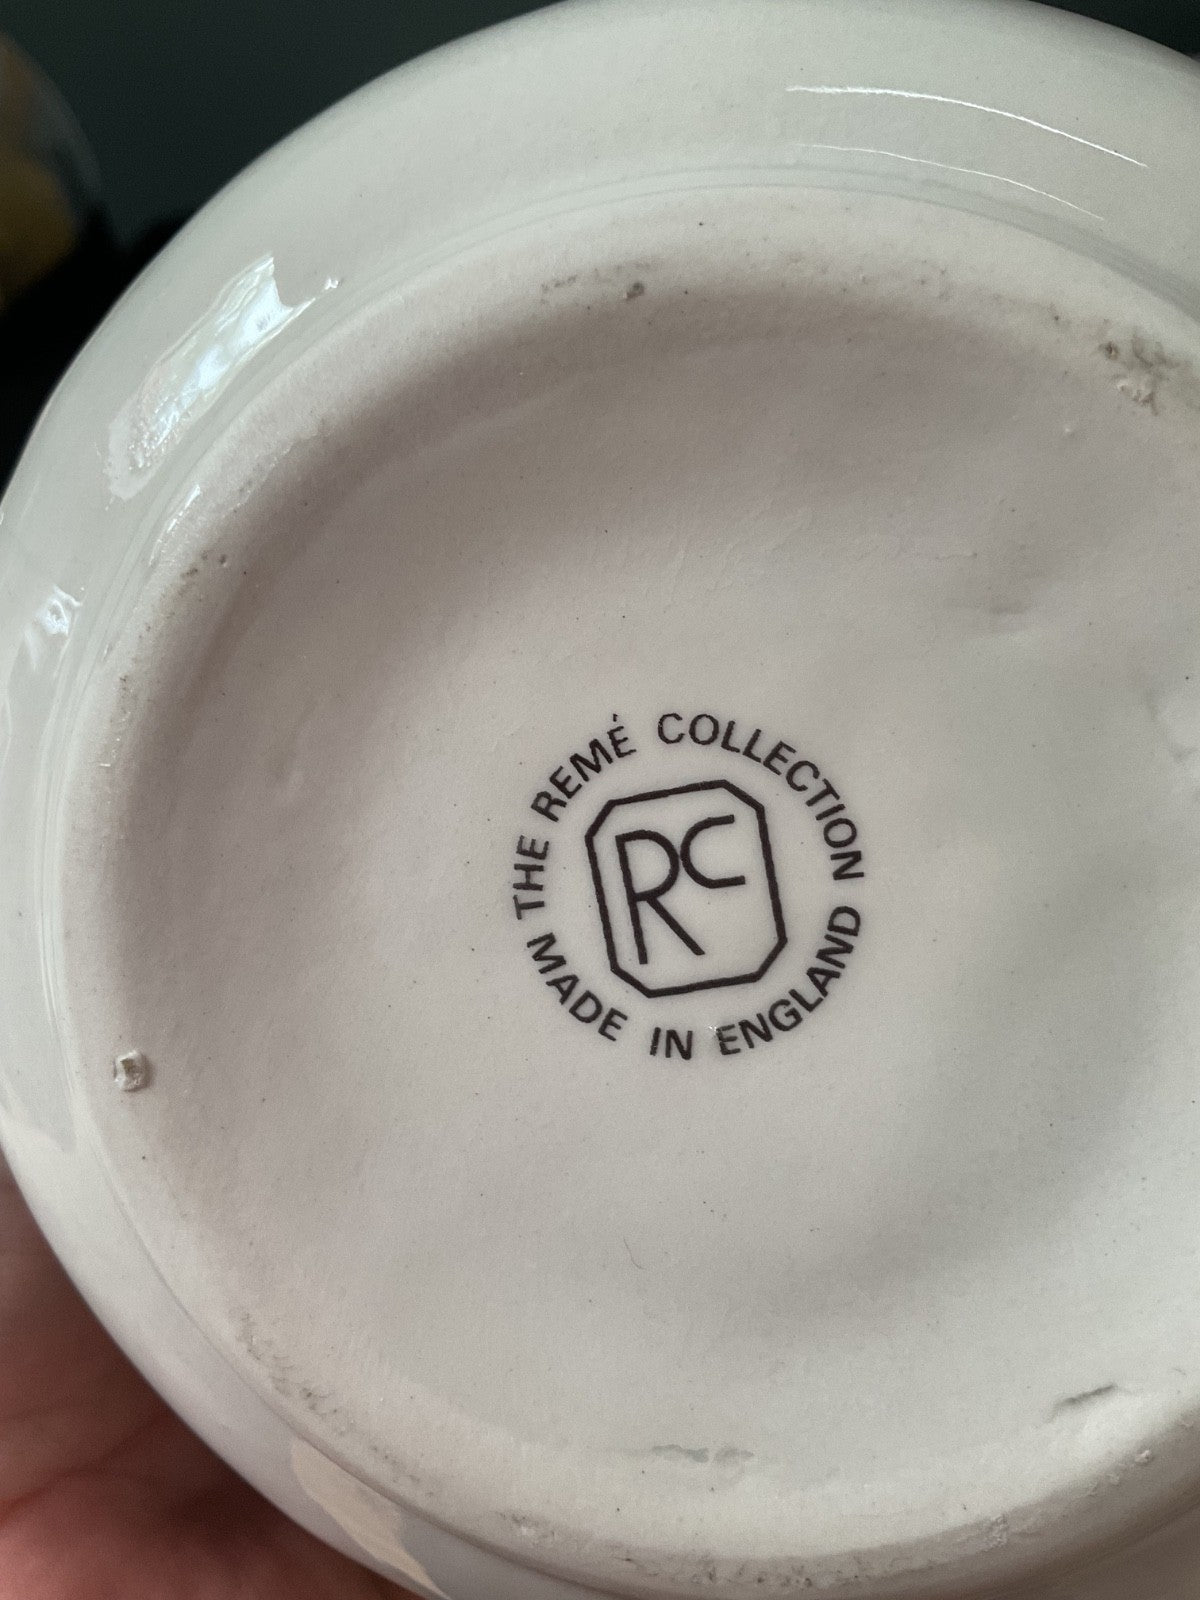 THE REMÉ COLLECTION
RC
MADE IN ENGLAND